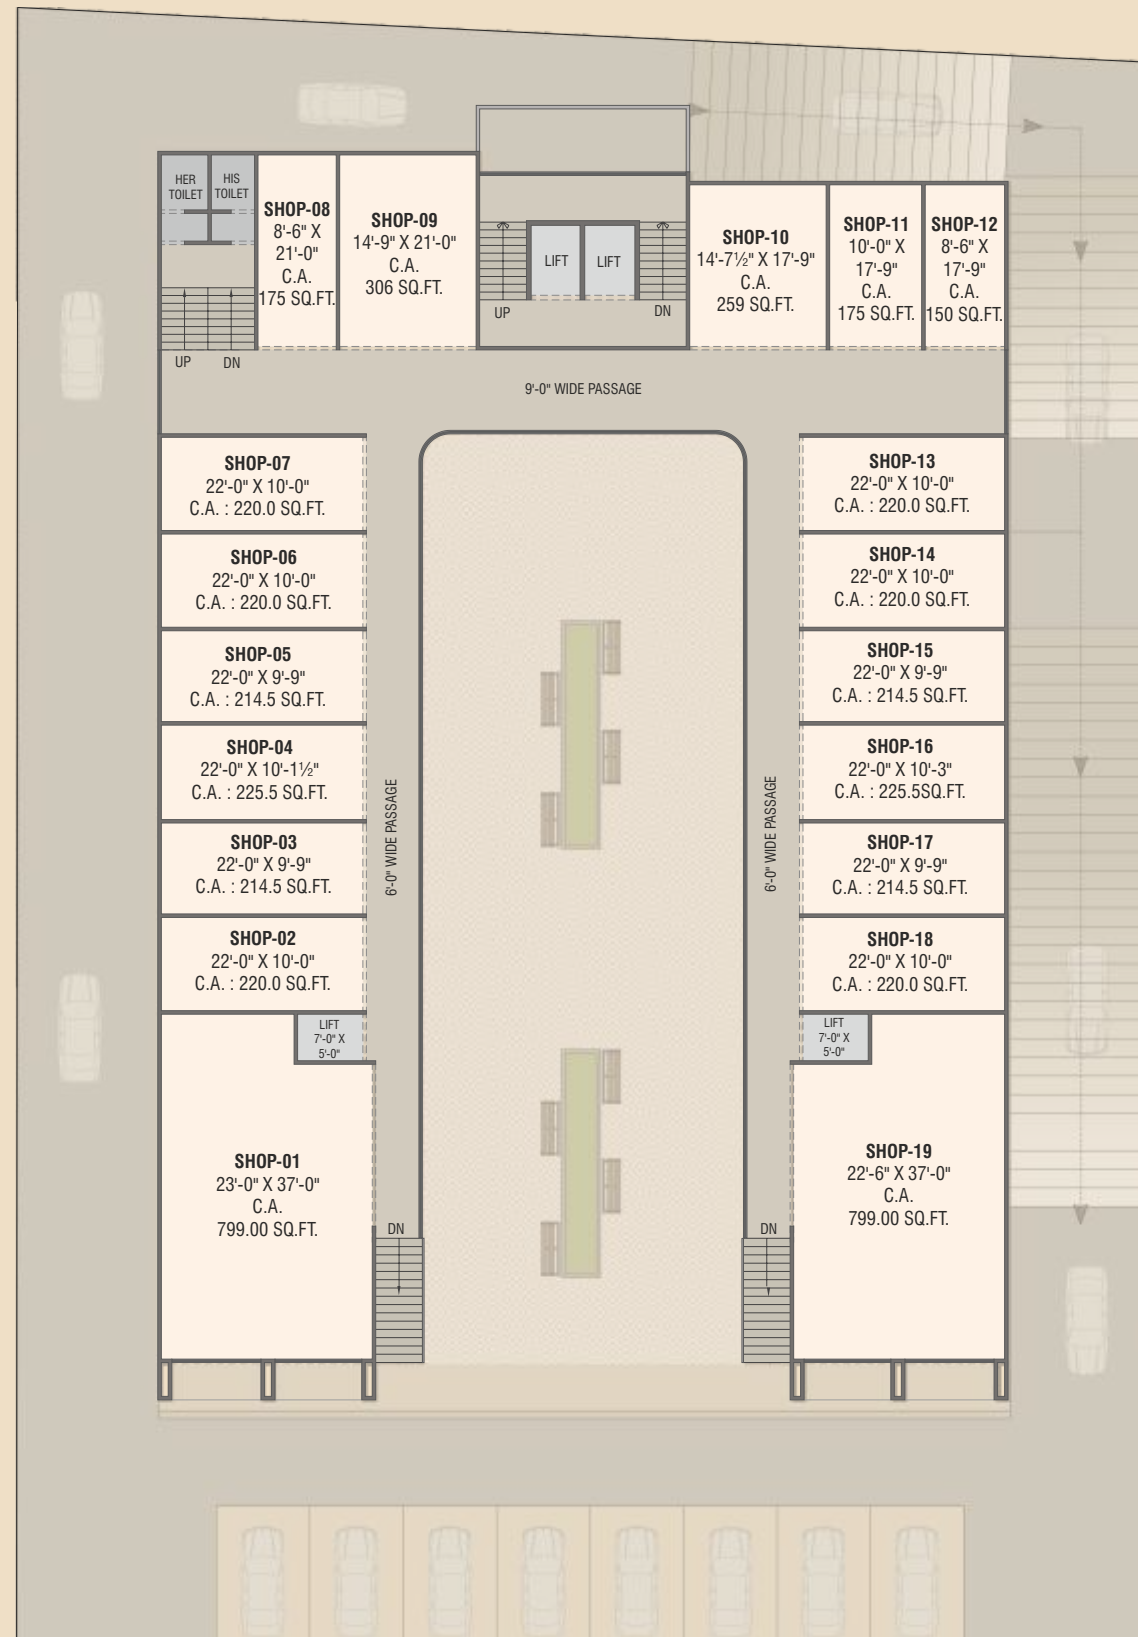 HER
TOILET
HIS
TOILET
SHOP-08
8'-6" X
21'-0"
C.A.
175 SQ.FT.
SHOP-09
14'-9" X 21'-0"
C.A.
306 SQ.FT.
UP
LIFT
LIFT
DN
SHOP-10
14'-7½" X 17'-9"
C.A.
259 SQ.FT.
SHOP-11
10'-0" X
17'-9"
C.A.
175 SQ.FT.
SHOP-12
8'-6" X
17'-9"
C.A.
150 SQ.FT.
UP
DN
9'-0" WIDE PASSAGE
SHOP-07
22'-0" X 10'-0"
C.A. : 220.0 SQ.FT.
SHOP-06
22'-0" X 10'-0"
C.A. : 220.0 SQ.FT.
SHOP-05
22'-0" X 9'-9"
C.A. : 214.5 SQ.FT.
SHOP-04
22'-0" X 10'-1½"
C.A. : 225.5 SQ.FT.
SHOP-03
22'-0" X 9'-9"
C.A. : 214.5 SQ.FT.
SHOP-02
22'-0" X 10'-0"
C.A. : 220.0 SQ.FT.
LIFT
7'-0" X
5'-0"
SHOP-01
23'-0" X 37'-0"
C.A.
799.00 SQ.FT.
6'-0" WIDE PASSAGE
DN
6'-0" WIDE PASSAGE
DN
SHOP-13
22'-0" X 10'-0"
C.A. : 220.0 SQ.FT.
SHOP-14
22'-0" X 10'-0"
C.A. : 220.0 SQ.FT.
SHOP-15
22'-0" X 9'-9"
C.A. : 214.5 SQ.FT.
SHOP-16
22'-0" X 10'-3"
C.A. : 225.5SQ.FT.
SHOP-17
22'-0" X 9'-9"
C.A. : 214.5 SQ.FT.
SHOP-18
22'-0" X 10'-0"
C.A. : 220.0 SQ.FT.
LIFT
7'-0" X
5'-0"
SHOP-19
22'-6" X 37'-0"
C.A.
799.00 SQ.FT.